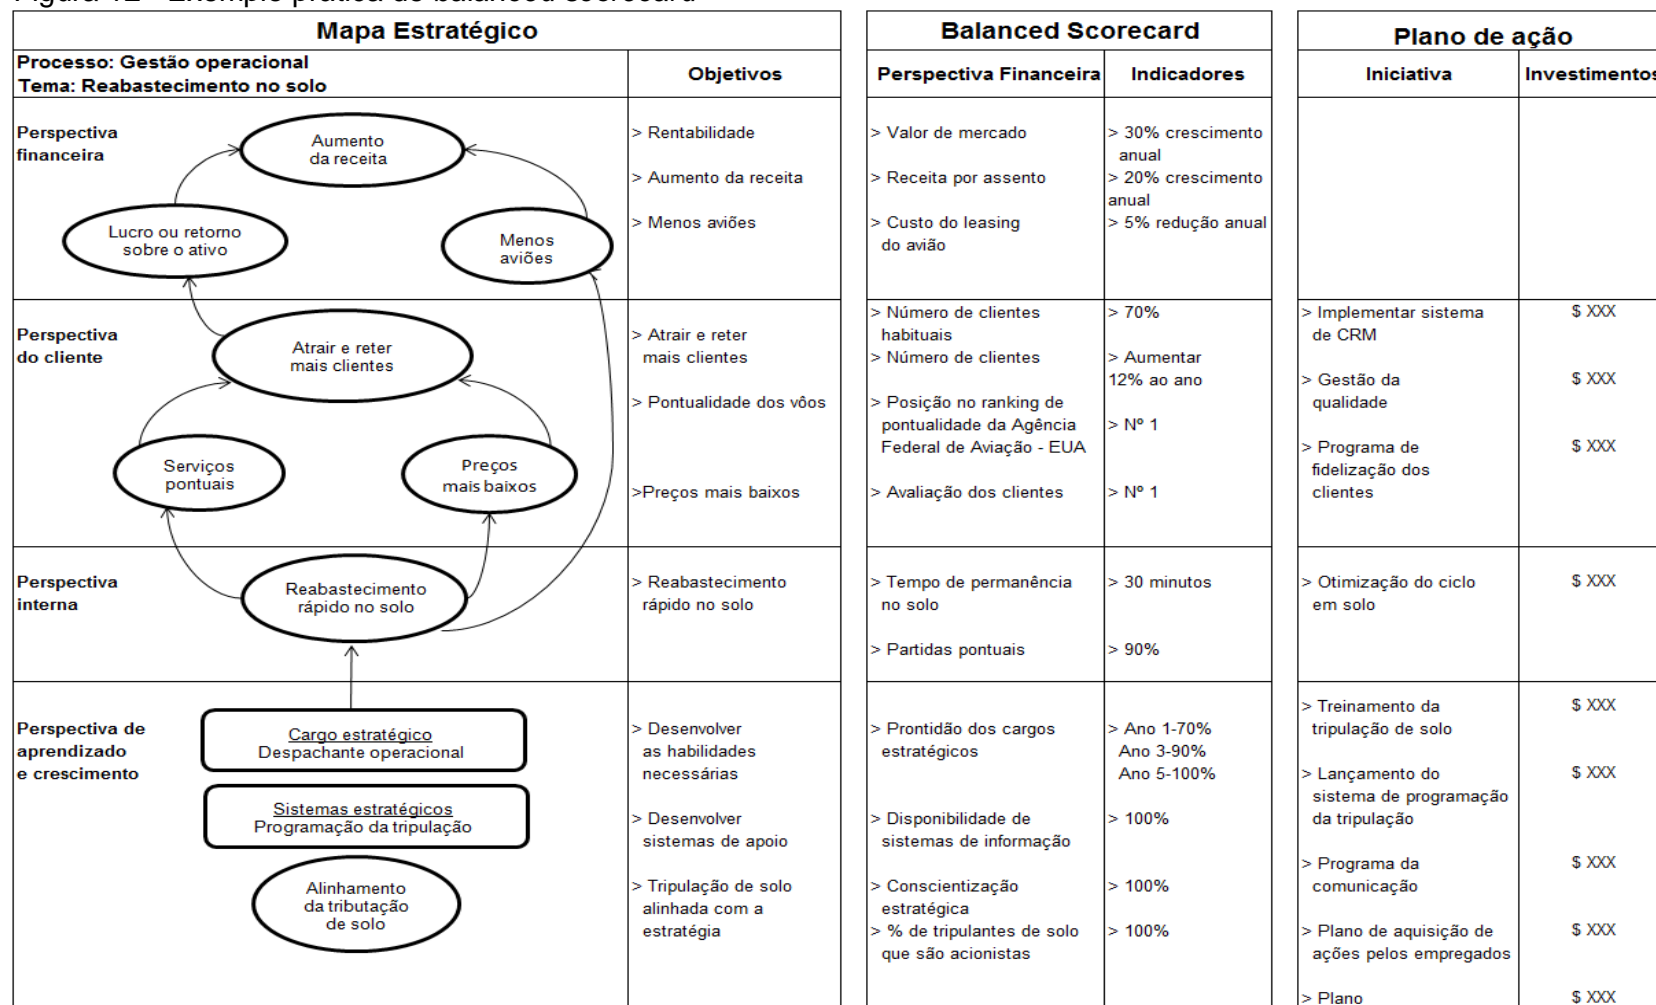 Figura 12 - Exemplo prático de balanced scorecard
Mapa Estratégico
Processo: Gestão operacional
Tema: Reabastecimento no solo
Objetivos
Perspectiva
financeira
Aumento
da receita
Lucro ou retorno
sobre o ativo
Menos
aviões
> Rentabilidade
> Aumento da receita
> Menos aviões
Perspectiva
do cliente
Atrair e reter
mais clientes
Serviços
pontuais
Preços
mais baixos
> Atrair e reter
mais clientes
> Pontualidade dos vôos
>Preços mais baixos
Perspectiva
interna
Reabastecimento
rápido no solo
> Reabastecimento
rápido no solo
Perspectiva de
aprendizado
e crescimento
Cargo estratégico
Despachante operacional
Sistemas estratégicos
Programação da tripulação
Alinhamento
da tributação
de solo
> Desenvolver
as habilidades
necessárias
> Desenvolver
sistemas de apoio
> Tripulação de solo
alinhada com a
estratégia
Balanced Scorecard
Perspectiva Financeira
Indicadores
> Valor de mercado
> 30% crescimento
anual
> Receita por assento
> 20% crescimento
anual
> Custo do leasing
do avião
> 5% redução anual
> Número de clientes
habituais
> 70%
> Número de clientes
> Aumentar
12% ao ano
> Posição no ranking de
pontualidade da Agência
Federal de Aviação - EUA
> Nº 1
> Avaliação dos clientes
> Nº 1
> Tempo de permanência
no solo
> 30 minutos
> Partidas pontuais
> 90%
> Prontidão dos cargos
estratégicos
> Ano 1-70%
Ano 3-90%
Ano 5-100%
> Disponibilidade de
sistemas de informação
> 100%
> Conscientização
estratégica
> 100%
> % de tripulantes de solo
que são acionistas
> 100%
Plano de ação
Iniciativa
Investimentos
> Implementar sistema
de CRM
$ XXX
> Gestão da
qualidade
$ XXX
> Programa de
fidelização dos
clientes
$ XXX
> Otimização do ciclo
em solo
$ XXX
> Treinamento da
tripulação de solo
$ XXX
> Lançamento do
sistema de programação
da tripulação
$ XXX
> Programa da
comunicação
$ XXX
> Plano de aquisição de
ações pelos empregados
$ XXX
> Plano
$ XXX